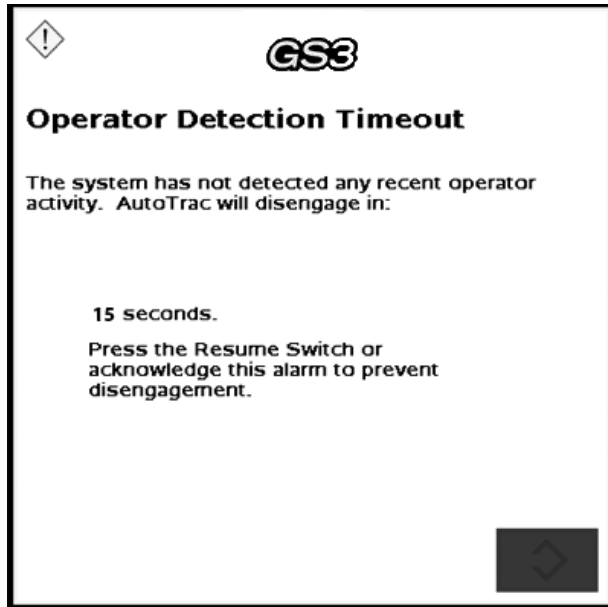 !
GS3
Operator Detection Timeout
The system has not detected any recent operator
activity. AutoTrac will disengage in:
15 seconds.
Press the Resume Switch or
acknowledge this alarm to prevent
disengagement.